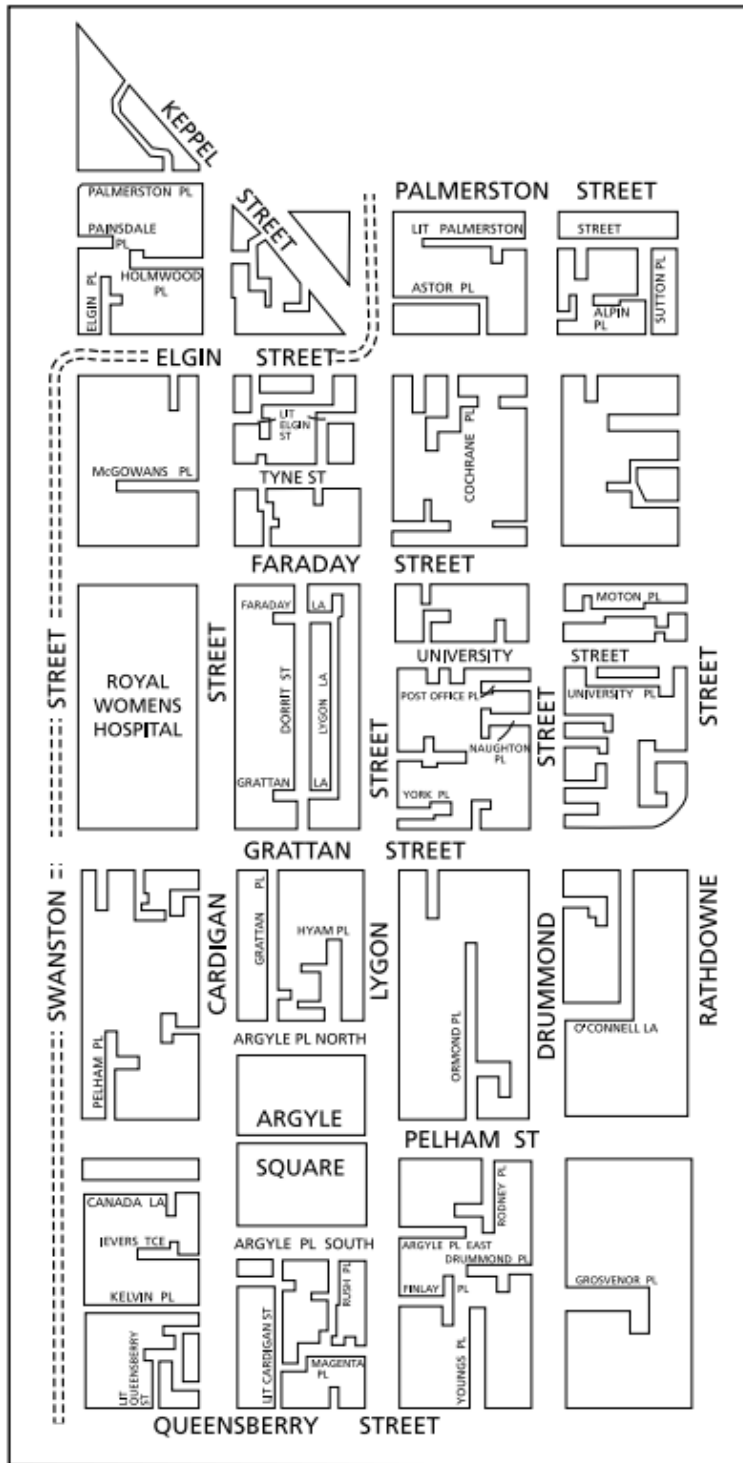 KEPPEL
STREET
PALMERSTON PL
PALMERSTON STREET
PAINSDALE
PL
LIT PALMERSTON
STREET
HOLMWOOD
PL
ELGIN PL
ASTOR PL
ALPIN
PL
SUTTON PL
ELGIN STREET
LIT
ELGIN
ST
COCHRANE PL
McGOWANS PL
TYNE ST
FARADAY STREET
FARADAY LA
MOTON PL
STREET
ROYAL
WOMENS
HOSPITAL
STREET
DORRIT ST
LYGON LA
UNIVERSITY STREET
POST OFFICE PL
UNIVERSITY PL
STREET
STREET
STREET
NAUGHTON
PL
GRATTAN LA
YORK PL
GRATTAN STREET
SWANSTON
CARDIGAN
GRATTAN PL
HYAM PL
LYGON
DRUMMOND
RATHDOWNE
ORMOND PL
O'CONNELL LA
ARGYLE PL NORTH
PELHAM PL
ARGYLE
SQUARE
PELHAM ST
RODNEY PL
CANADA LA
IEVERS TCE
KELVIN PL
ARGYLE PL SOUTH
ARGYLE PL EAST
DRUMMOND PL
RUSH PL
FINLAY PL
GROSVENOR PL
LIT CARDIGAN ST
LIT
QUEENSBERRY
ST
MAGENTA
PL
YOUNGS PL
QUEENSBERRY STREET